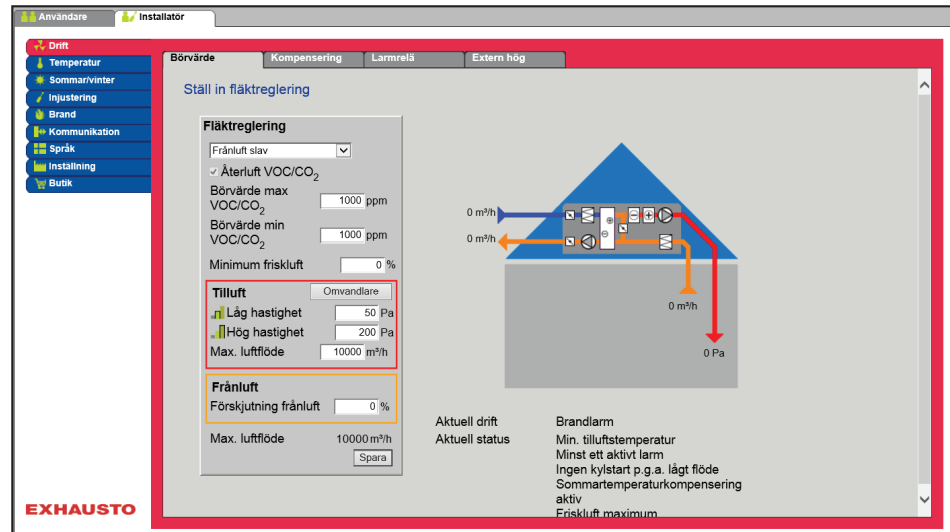 Användare
Installatör
Drift
Temperatur
Sommar/vinter
Injustering
Brand
Kommunikation
Språk
Inställning
Butik
EXHAUSTO
Börvärde
Kompensering
Larmrelä
Extern hög
Ställ in fläktreglering
Fläktreglering
Frånluft slav
Återluft VOC/CO2
Börvärde max
VOC/CO2
1000 ppm
Börvärde min
VOC/CO2
1000 ppm
Minimum friskluft 0 %
Tilluft
Omvandlare
Låg hastighet 50 Pa
Hög hastighet 200 Pa
Max. luftflöde 10000 m³/h
Frånluft
Förskjutning frånluft 0 %
Max. luftflöde 10000 m³/h
Spara
0 m³/h
0 m³/h
0 m³/h
0 Pa
Aktuell drift Brandlarm
Aktuell status Min. tilluftstemperatur
Minst ett aktivt larm
Ingen kylstart p.g.a. lågt flöde
Sommartemperaturkompensering
aktiv
Friskluft maximum